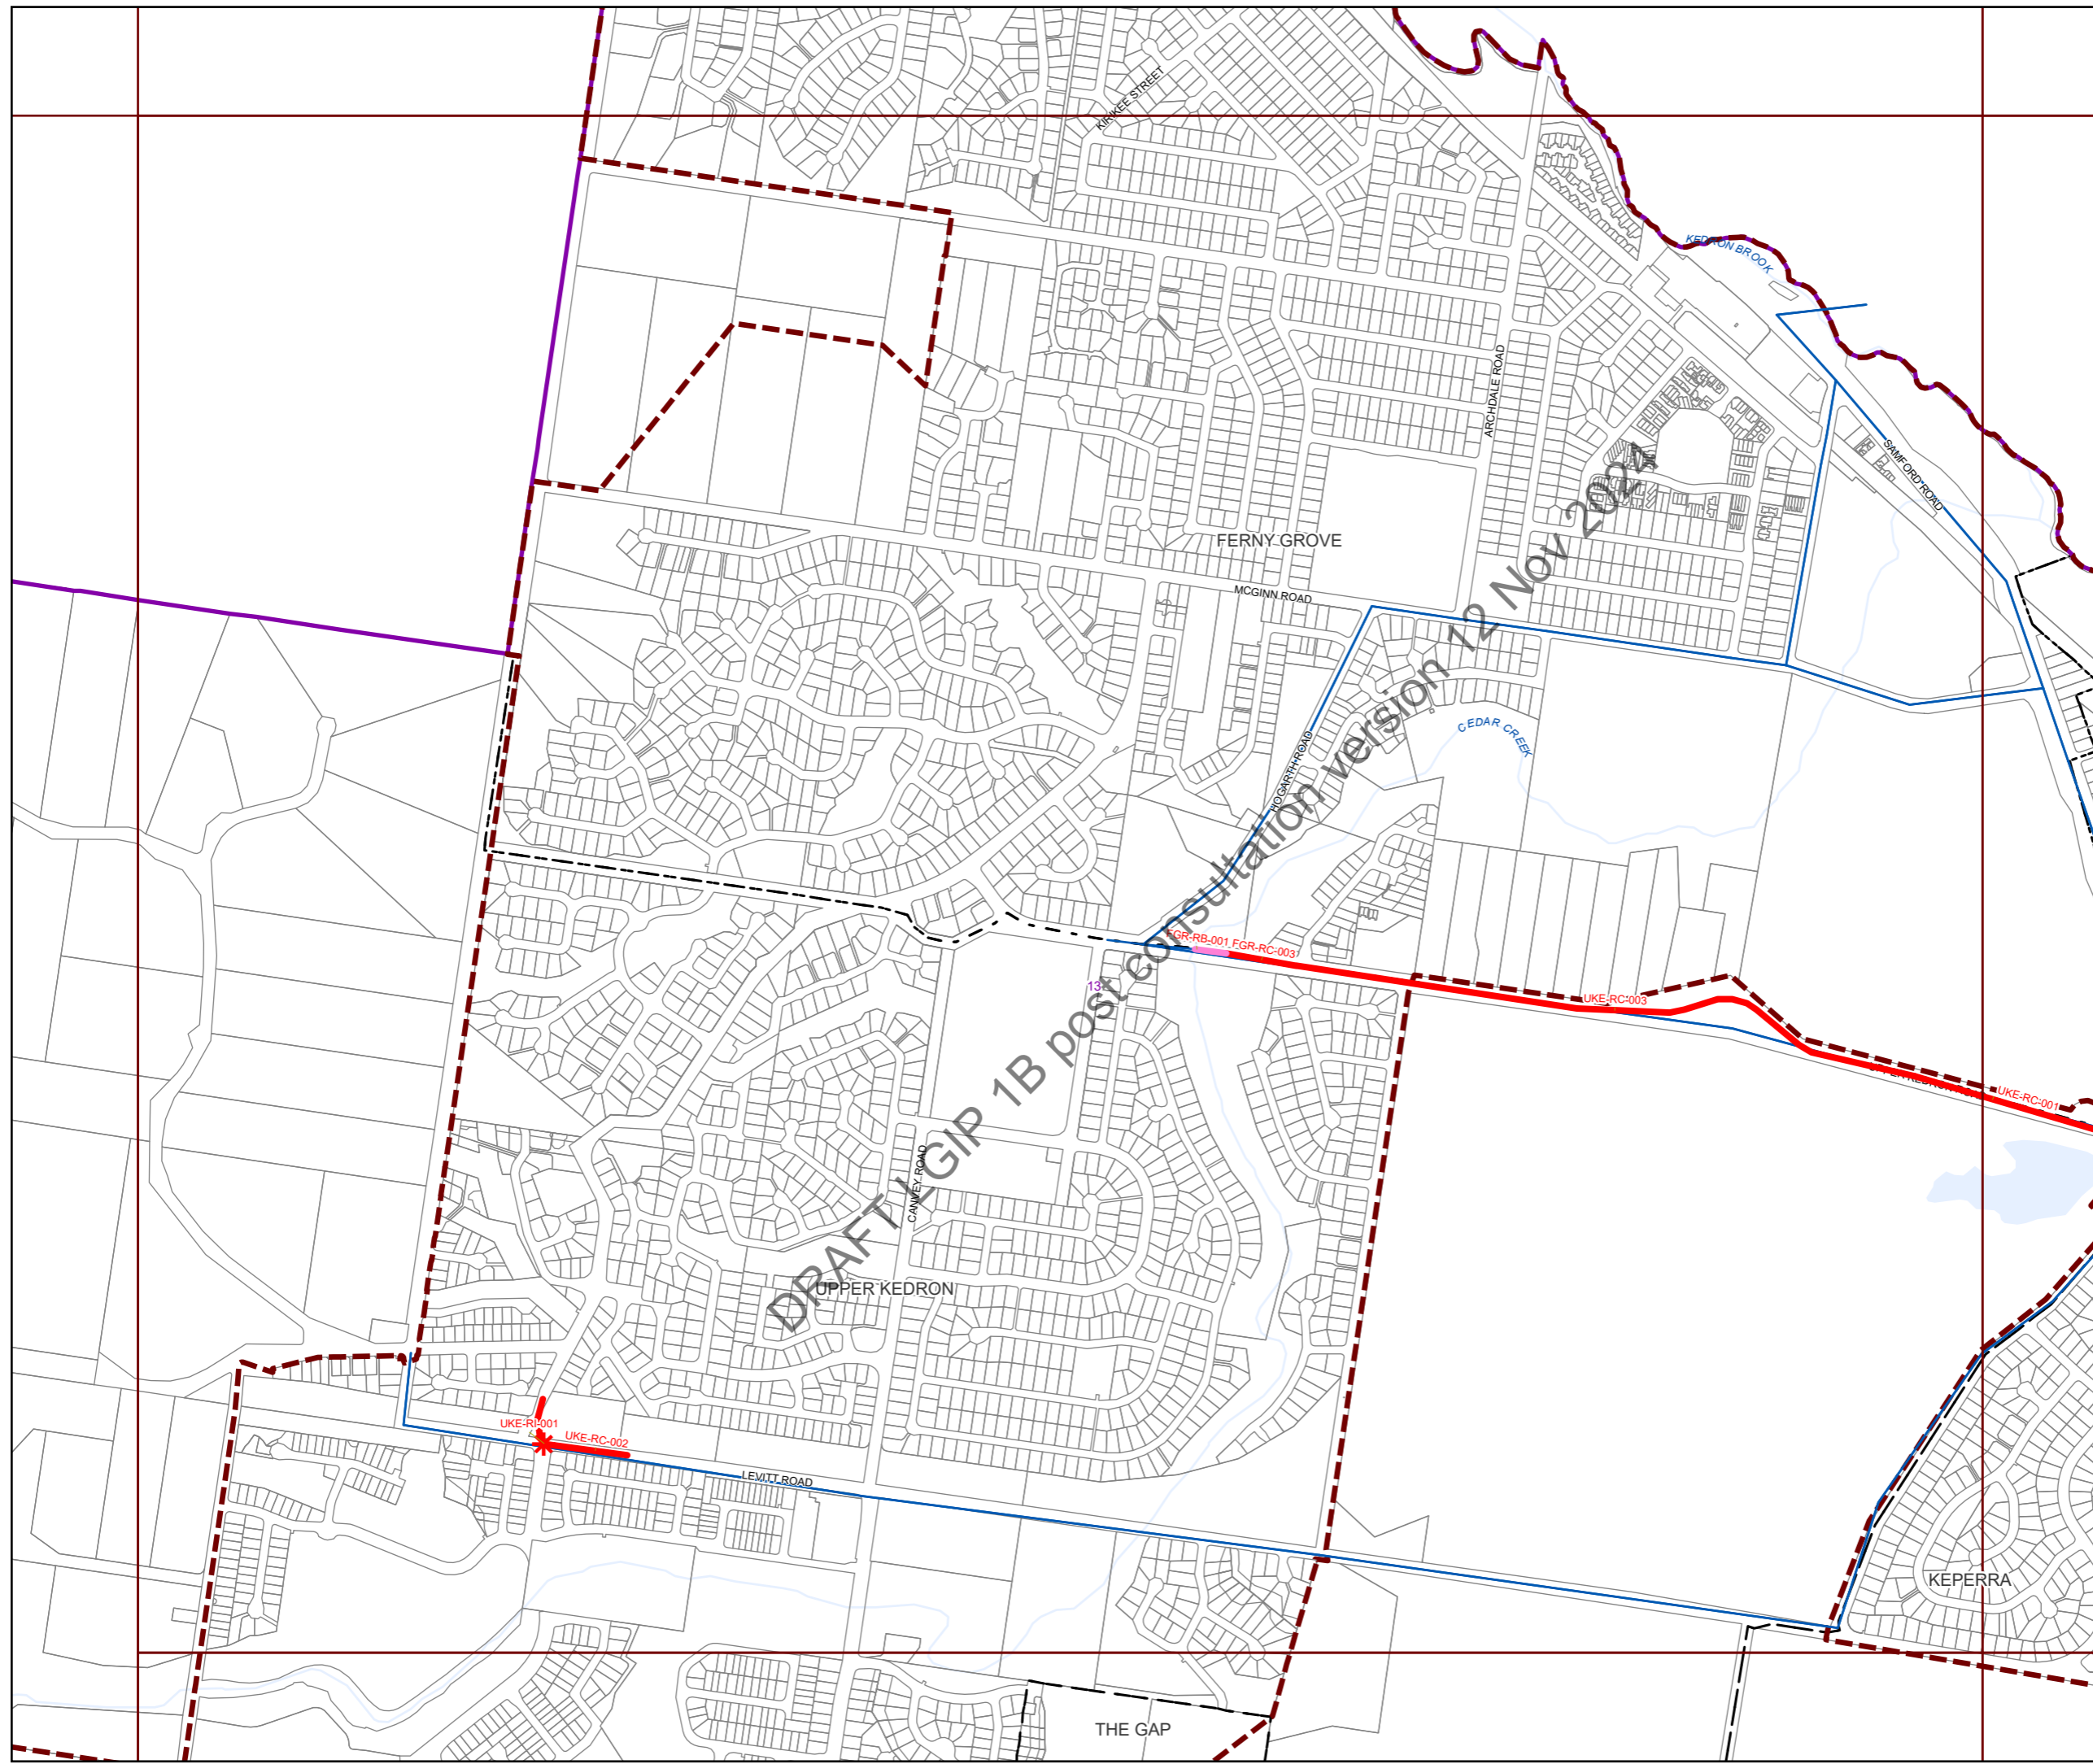 KIRIKEE STREET
KEDRON BROOK
ARCHDALE ROAD
SAMFORD ROAD
FERNY GROVE
MCGINN ROAD
CEDAR CREEK
HOGARTH ROAD
FGR-RB-001 FGR-RC-003
13
UKE-RC-003
UKE-RC-001
CANVEY ROAD
DRAFT LGIP 1B post consultation version 12 Nov 2024
UPPER KEDRON
UKE-RI-001
UKE-RC-002
LEVITT ROAD
KEPERRA
THE GAP